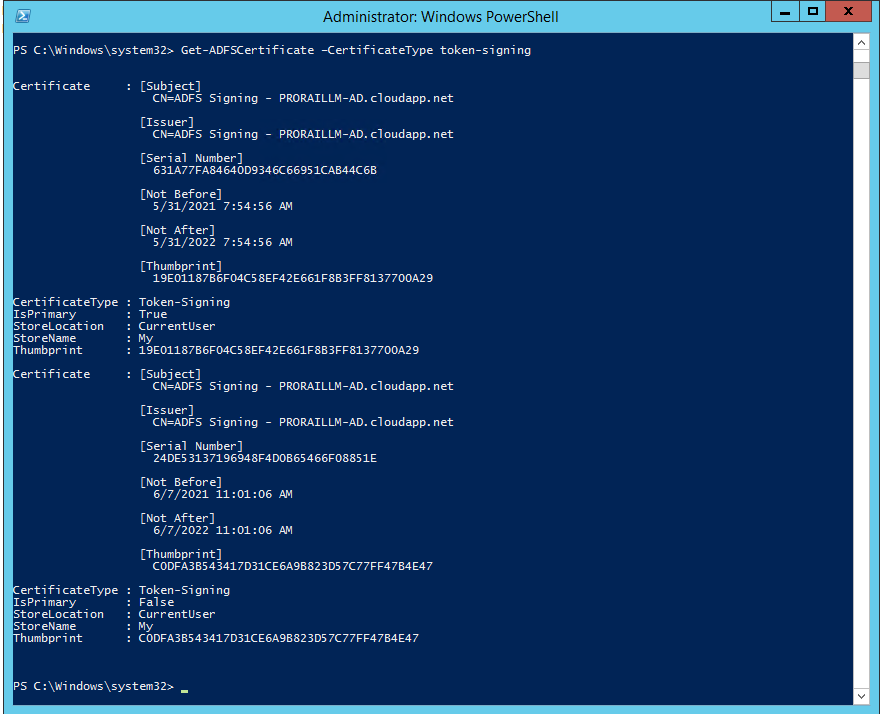 Administrator: Windows PowerShell
PS C:\Windows\system32> Get-ADFSCertificate -CertificateType token-signing
Certificate     : [Subject]
CN=ADFS Signing - PRORAILLM-AD.cloudapp.net
[Issuer]
CN=ADFS Signing - PRORAILLM-AD.cloudapp.net
[Serial Number]
631A77FA84640D9346C66951CAB44C6B
[Not Before]
5/31/2021 7:54:56 AM
[Not After]
5/31/2022 7:54:56 AM
[Thumbprint]
19E01187B6F04C58EF42E661F8B3FF8137700A29
CertificateType : Token-Signing
IsPrimary       : True
StoreLocation   : CurrentUser
StoreName       : My
Thumbprint      : 19E01187B6F04C58EF42E661F8B3FF8137700A29
Certificate     : [Subject]
CN=ADFS Signing - PRORAILLM-AD.cloudapp.net
[Issuer]
CN=ADFS Signing - PRORAILLM-AD.cloudapp.net
[Serial Number]
24DE53137196948F4D0B65466F08851E
[Not Before]
6/7/2021 11:01:06 AM
[Not After]
6/7/2022 11:01:06 AM
[Thumbprint]
C0DFA3B543417D31CE6A9B823D57C77FF47B4E47
CertificateType : Token-Signing
IsPrimary       : False
StoreLocation   : CurrentUser
StoreName       : My
Thumbprint      : C0DFA3B543417D31CE6A9B823D57C77FF47B4E47
PS C:\Windows\system32> _